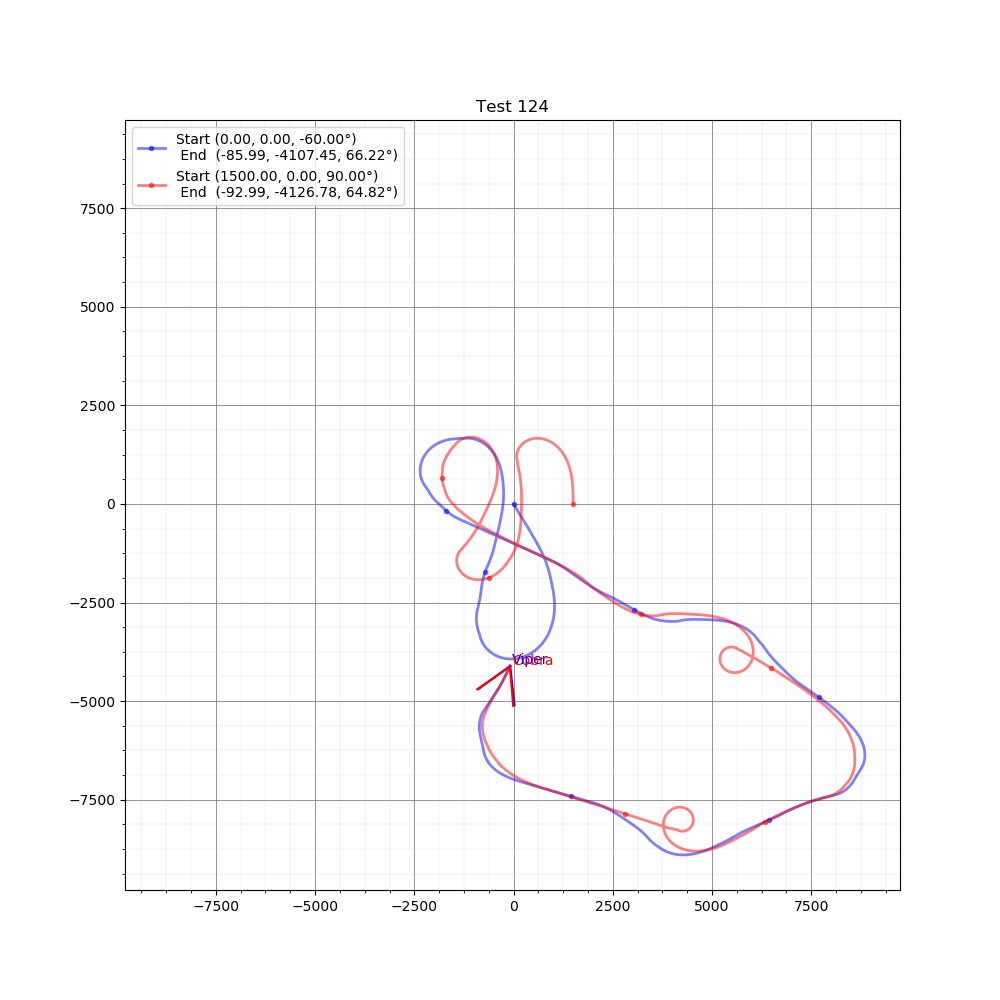 Test 124
Start (0.00, 0.00, -60.00°)
End (-85.99, -4107.45, 66.22°)
Start (1500.00, 0.00, 90.00°)
End (-92.99, -4126.78, 64.82°)
7500
5000
2500
0
−2500
−5000
−7500
Viper
−7500
−5000
−2500
0
2500
5000
7500